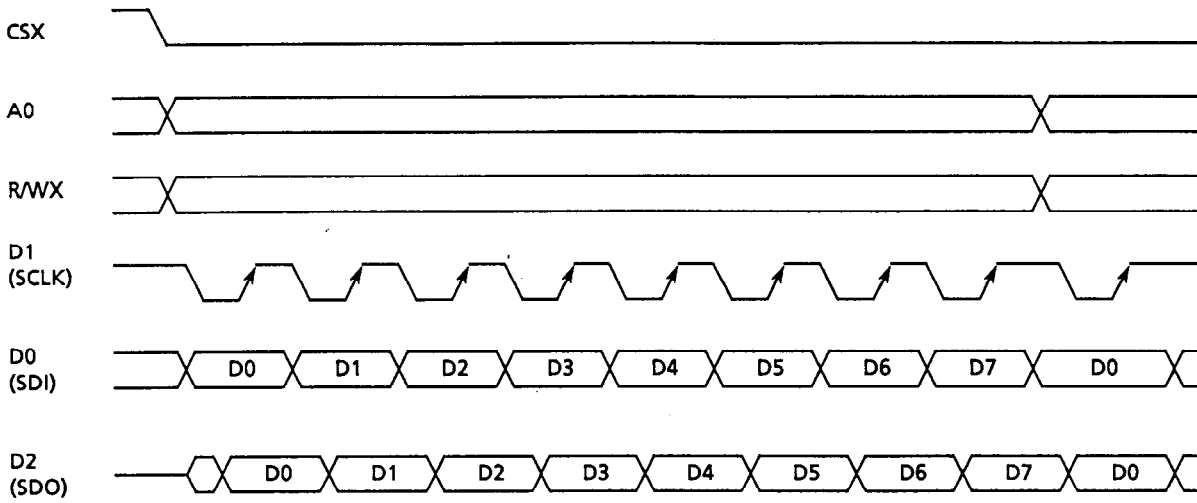 CSX
A0
R/WX
D1
(SCLK)
D0
(SDI)
D0 D1 D2 D3 D4 D5 D6 D7 D0
D2
(SDO)
D0 D1 D2 D3 D4 D5 D6 D7 D0